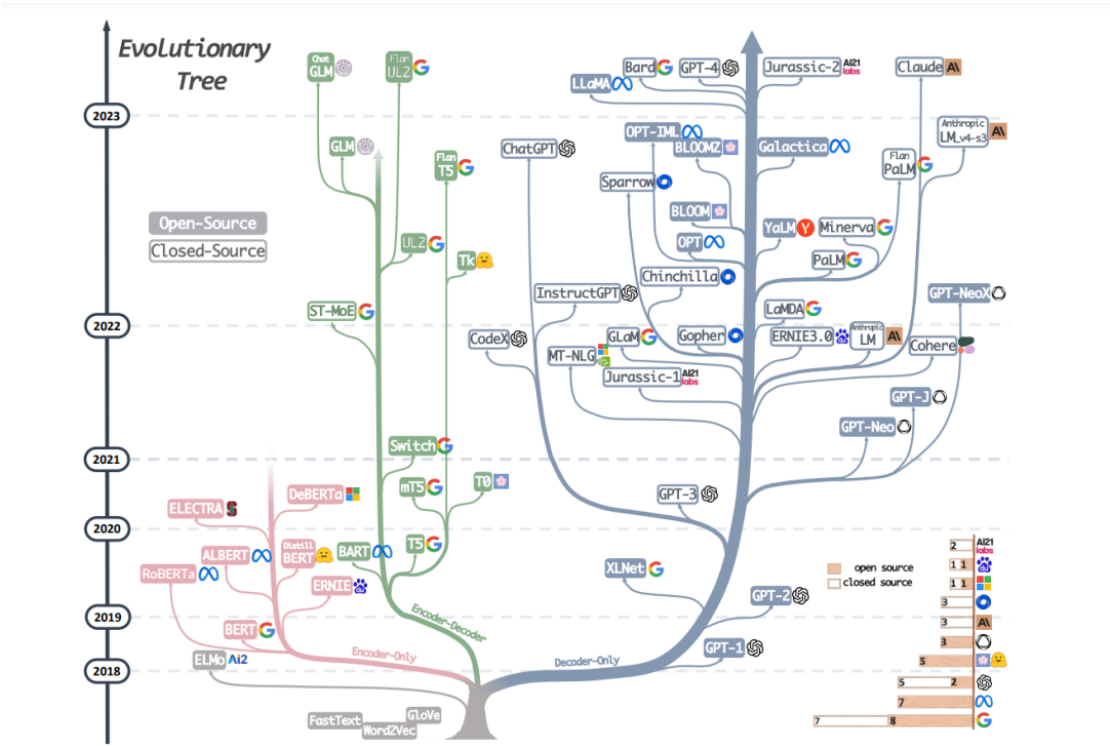 Evolutionary
Tree
Chat
GLM
Flan
UL2
Bard
GPT-4
Jurassic-2
AI21
labs
Claude
A\
LLaMA
2023
GLM
Flan
T5
ChatGPT
OPT-IML
BLOOMZ
Galactica
Anthropic
LM_v4-s3
A\
Flan
PaLM
Sparrow
Open-Source
Closed-Source
BLOOM
UL2
OPT
YaLM
Y
Minerva
Tk
PaLM
Chinchilla
InstructGPT
GPT-NeoX
ST-MoE
LaMDA
2022
CodeX
GLaM
Gopher
ERNIE3.0
Anthropic
LM
A\
Cohere
MT-NLG
Jurassic-1
AI21
labs
GPT-J
GPT-Neo
Switch
2021
DeBERTa
mT5
T0
GPT-3
ELECTRA
S
2020
ALBERT
Distill
BERT
BART
T5
RoBERTa
ERNIE
XLNet
GPT-2
2019
Encoder-Decoder
BERT
Encoder-Only
GPT-1
ELMo
Ai2
Decoder-Only
2018
FastText
GloVe
Word2Vec
open source
closed source
2
AI21
labs
1 1
du
1 1
3
3
A\
3
5
5 2
7
7 8